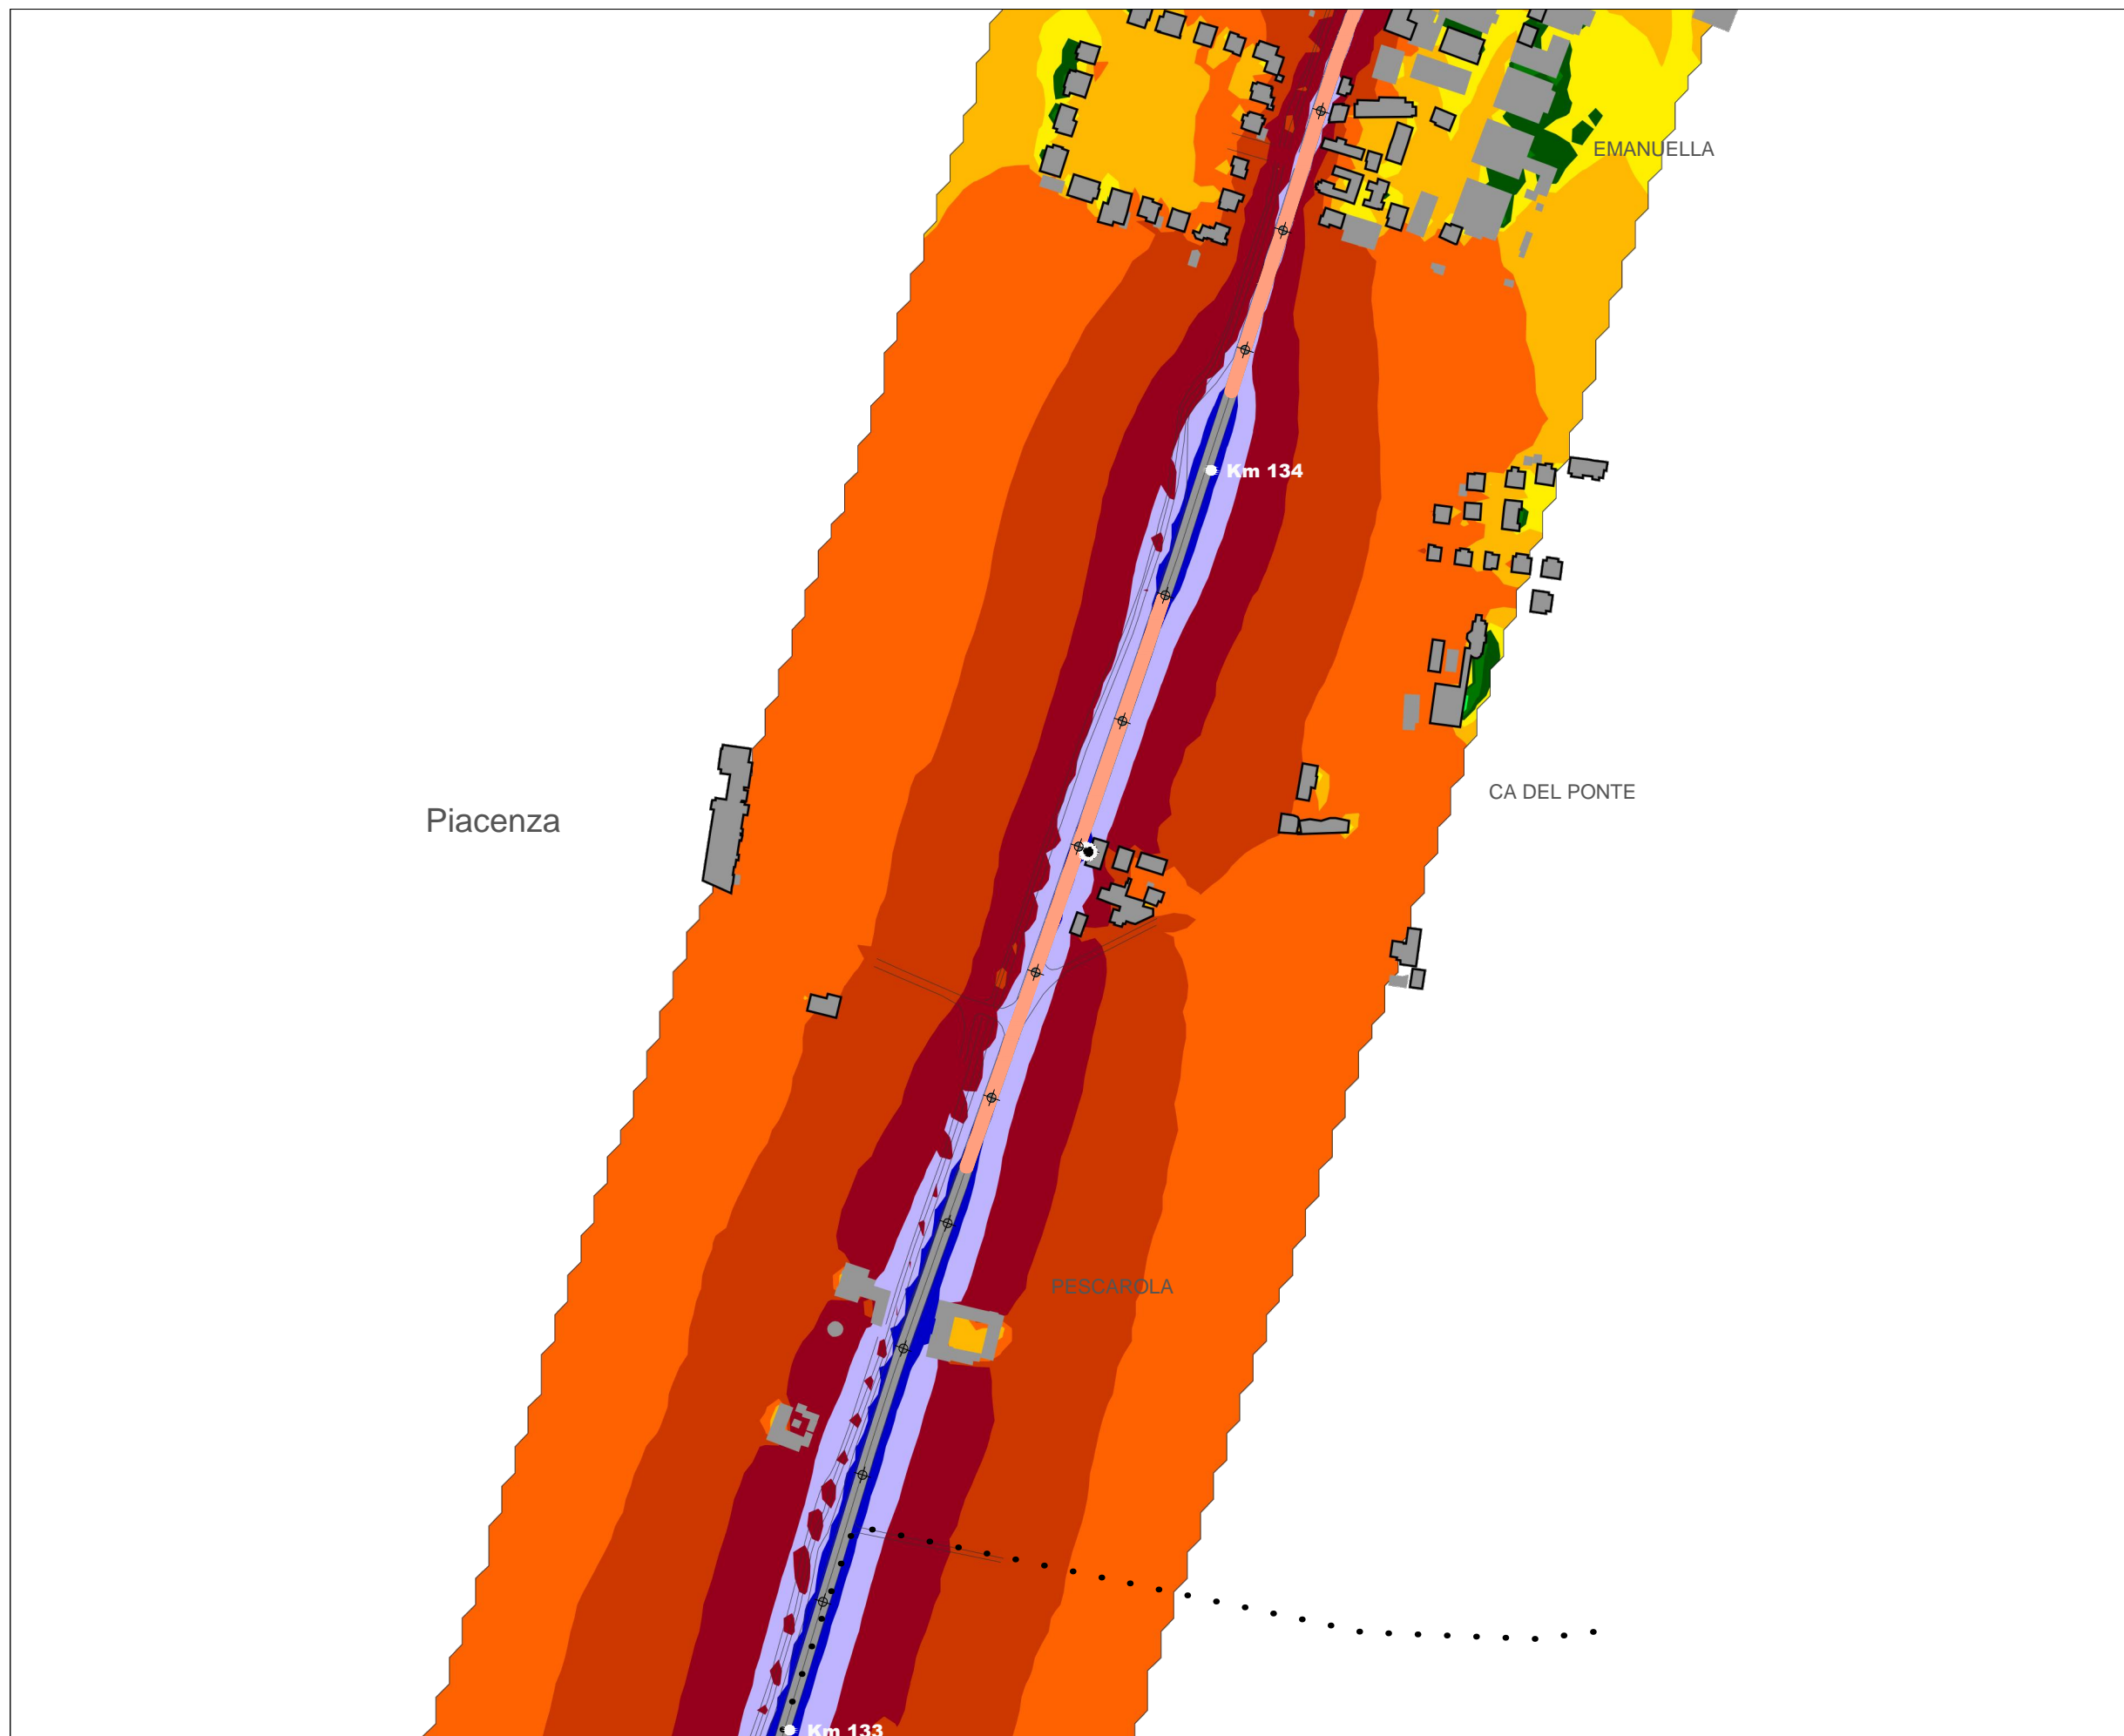 EMANUELLA
Km 134
CA DEL PONTE
Piacenza
PESCAROLA
Km 133